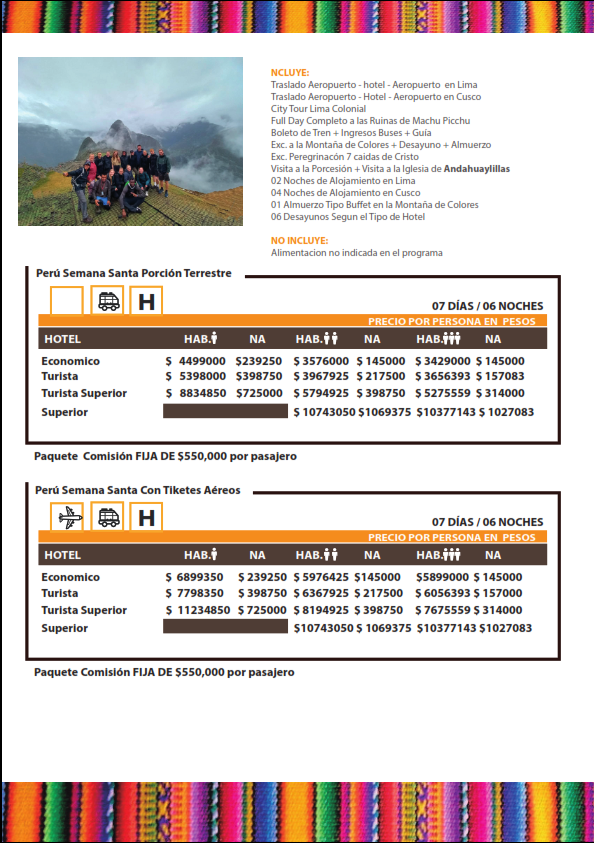 NCLUYE:
Traslado Aeropuerto - hotel - Aeropuerto en Lima
Traslado Aeropuerto - Hotel - Aeropuerto en Cusco
City Tour Lima Colonial
Full Day Completo a las Ruinas de Machu Picchu
Boleto de Tren + Ingresos Buses + Guía
Exc. a la Montaña de Colores + Desayuno + Almuerzo
Exc. Peregrinacón 7 caidas de Cristo
Visita a la Porcesión + Visita a la Iglesia de Andahuaylillas
02 Noches de Alojamiento en Lima
04 Noches de Alojamiento en Cusco
01 Almuerzo Tipo Buffet en la Montaña de Colores
06 Desayunos Segun el Tipo de Hotel
NO INCLUYE:
Alimentacion no indicada en el programa
Perú Semana Santa Porción Terrestre
H
07 DÍAS / 06 NOCHES
PRECIO POR PERSONA EN PESOS
HOTEL HAB. NA HAB. NA HAB. NA
Economico $ 4499000 $239250 $ 3576000 $ 145000 $ 3429000 $ 145000
Turista $ 5398000 $398750 $ 3967925 $ 217500 $ 3656393 $ 157083
Turista Superior $ 8834850 $725000 $ 5794925 $ 398750 $ 5275559 $ 314000
Superior $ 10743050 $1069375 $10377143 $ 1027083
Paquete Comisión FIJA DE $550,000 por pasajero
Perú Semana Santa Con Tiketes Aéreos
H
07 DÍAS / 06 NOCHES
PRECIO POR PERSONA EN PESOS
HOTEL HAB. NA HAB. NA HAB. NA
Economico $ 6899350 $ 239250 $ 5976425 $145000 $5899000 $ 145000
Turista $ 7798350 $ 398750 $ 6367925 $ 217500 $ 6056393 $ 157000
Turista Superior $ 11234850 $ 725000 $ 8194925 $ 398750 $ 7675559 $ 314000
Superior $10743050 $ 1069375 $10377143 $1027083
Paquete Comisión FIJA DE $550,000 por pasajero